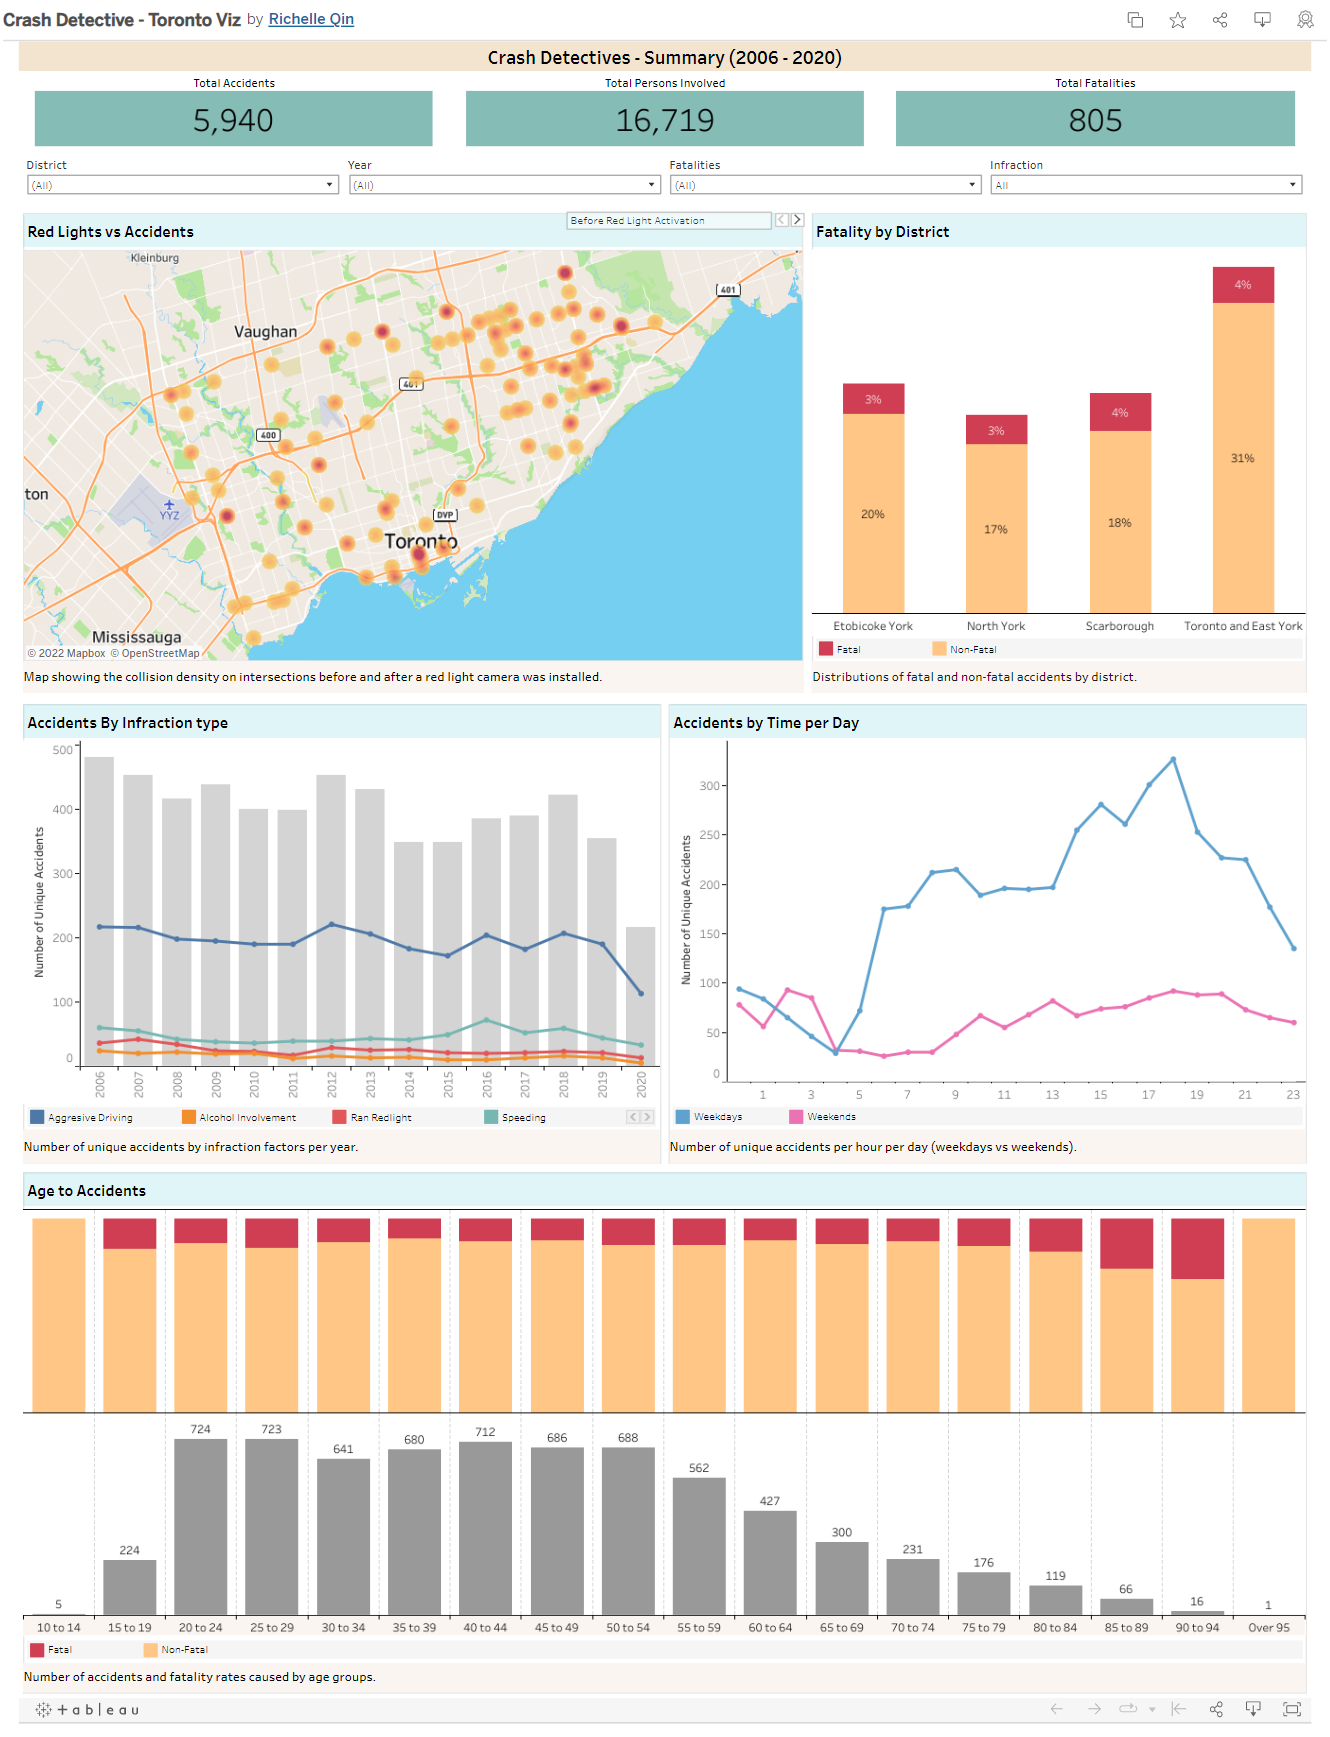 Crash Detective - Toronto Viz by Richelle Qin
Crash Detectives - Summary (2006 - 2020)
Total Accidents
Total Persons Involved
Total Fatalities
5,940
16,719
805
District
Year
Fatalities
Infraction
(All)
(All)
(All)
All
Red Lights vs Accidents
Before Red Light Activation
Kleinburg
Vaughan
401
401
400
ton
YYZ
DVP
Toronto
Mississauga
© 2022 Mapbox © OpenStreetMap
Map showing the collision density on intersections before and after a red light camera was installed.
Fatality by District
4%
3%
4%
3%
31%
20%
18%
17%
Etobicoke York
North York
Scarborough
Toronto and East York
Fatal
Non-Fatal
Distributions of fatal and non-fatal accidents by district.
Accidents By Infraction type
Number of Unique Accidents
500
400
300
200
100
0
2006
2007
2008
2009
2010
2011
2012
2013
2014
2015
2016
2017
2018
2019
2020
Aggresive Driving
Alcohol Involvement
Ran Redlight
Speeding
Number of unique accidents by infraction factors per year.
Accidents by Time per Day
Number of Unique Accidents
300
250
200
150
100
50
0
1
3
5
7
9
11
13
15
17
19
21
23
Weekdays
Weekends
Number of unique accidents per hour per day (weekdays vs weekends).
Age to Accidents
5
224
724
723
641
680
712
686
688
562
427
300
231
176
119
66
16
1
10 to 14
15 to 19
20 to 24
25 to 29
30 to 34
35 to 39
40 to 44
45 to 49
50 to 54
55 to 59
60 to 64
65 to 69
70 to 74
75 to 79
80 to 84
85 to 89
90 to 94
Over 95
Fatal
Non-Fatal
Number of accidents and fatality rates caused by age groups.
+ableau